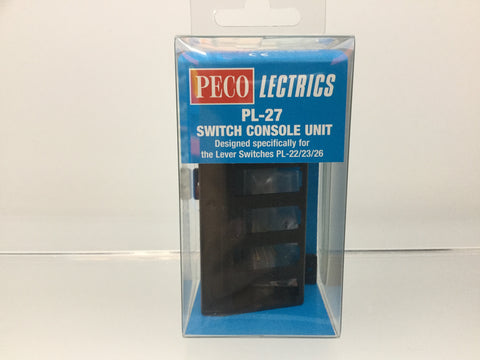 PECO LECTRICS
PL-27
SWITCH CONSOLE UNIT
Designed specifically for
the Lever Switches PL-22/23/26